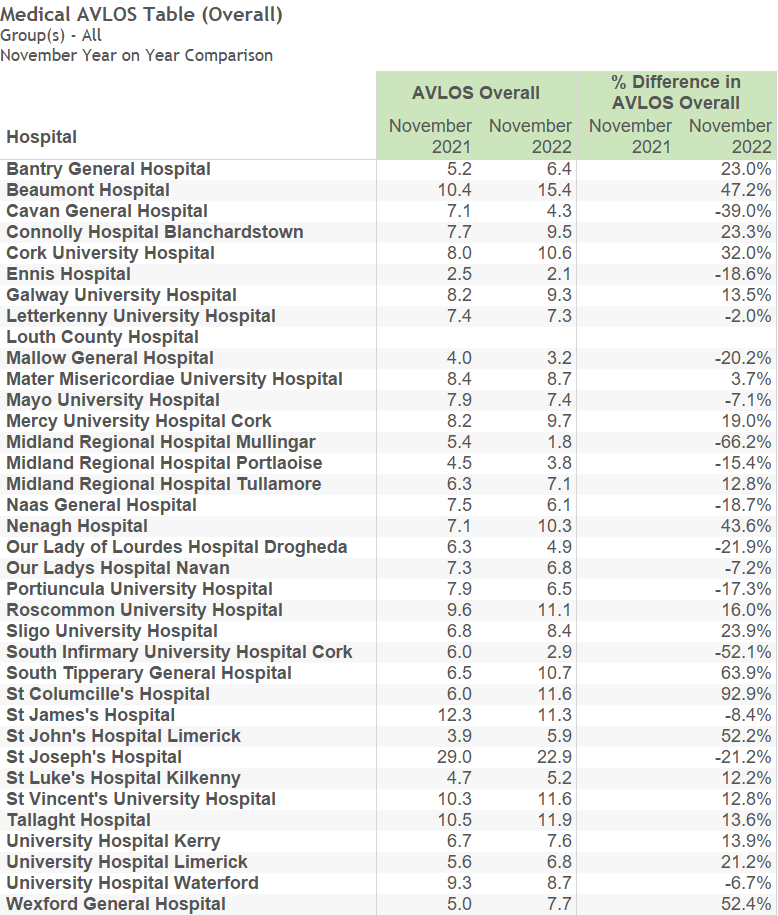 Medical AVLOS Table (Overall)
Group(s) - All
November Year on Year Comparison
AVLOS Overall % Difference in AVLOS Overall
Hospital November 2021 November 2022 November 2021 November 2022
Bantry General Hospital 5.2 6.4 23.0%
Beaumont Hospital 10.4 15.4 47.2%
Cavan General Hospital 7.1 4.3 -39.0%
Connolly Hospital Blanchardstown 7.7 9.5 23.3%
Cork University Hospital 8.0 10.6 32.0%
Ennis Hospital 2.5 2.1 -18.6%
Galway University Hospital 8.2 9.3 13.5%
Letterkenny University Hospital 7.4 7.3 -2.0%
Louth County Hospital
Mallow General Hospital 4.0 3.2 -20.2%
Mater Misericordiae University Hospital 8.4 8.7 3.7%
Mayo University Hospital 7.9 7.4 -7.1%
Mercy University Hospital Cork 8.2 9.7 19.0%
Midland Regional Hospital Mullingar 5.4 1.8 -66.2%
Midland Regional Hospital Portlaoise 4.5 3.8 -15.4%
Midland Regional Hospital Tullamore 6.3 7.1 12.8%
Naas General Hospital 7.5 6.1 -18.7%
Nenagh Hospital 7.1 10.3 43.6%
Our Lady of Lourdes Hospital Drogheda 6.3 4.9 -21.9%
Our Ladys Hospital Navan 7.3 6.8 -7.2%
Portiuncula University Hospital 7.9 6.5 -17.3%
Roscommon University Hospital 9.6 11.1 16.0%
Sligo University Hospital 6.8 8.4 23.9%
South Infirmary University Hospital Cork 6.0 2.9 -52.1%
South Tipperary General Hospital 6.5 10.7 63.9%
St Columcille's Hospital 6.0 11.6 92.9%
St James's Hospital 12.3 11.3 -8.4%
St John's Hospital Limerick 3.9 5.9 52.2%
St Joseph's Hospital 29.0 22.9 -21.2%
St Luke's Hospital Kilkenny 4.7 5.2 12.2%
St Vincent's University Hospital 10.3 11.6 12.8%
Tallaght Hospital 10.5 11.9 13.6%
University Hospital Kerry 6.7 7.6 13.9%
University Hospital Limerick 5.6 6.8 21.2%
University Hospital Waterford 9.3 8.7 -6.7%
Wexford General Hospital 5.0 7.7 52.4%